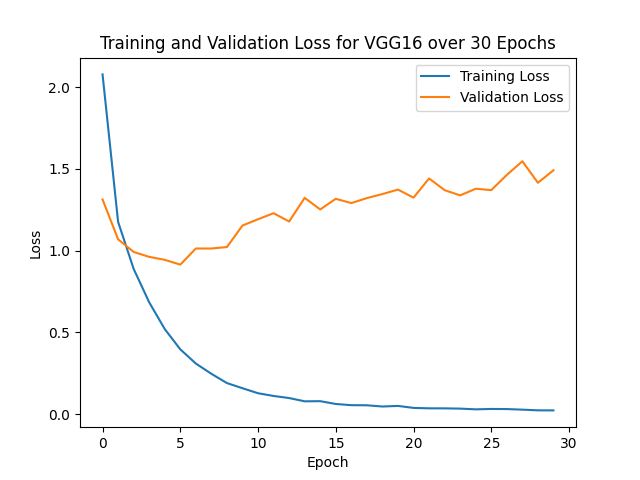 Training and Validation Loss for VGG16 over 30 Epochs
Training Loss
Validation Loss
2.0
1.5
1.0
0.5
0.0
Loss
0 5 10 15 20 25 30
Epoch